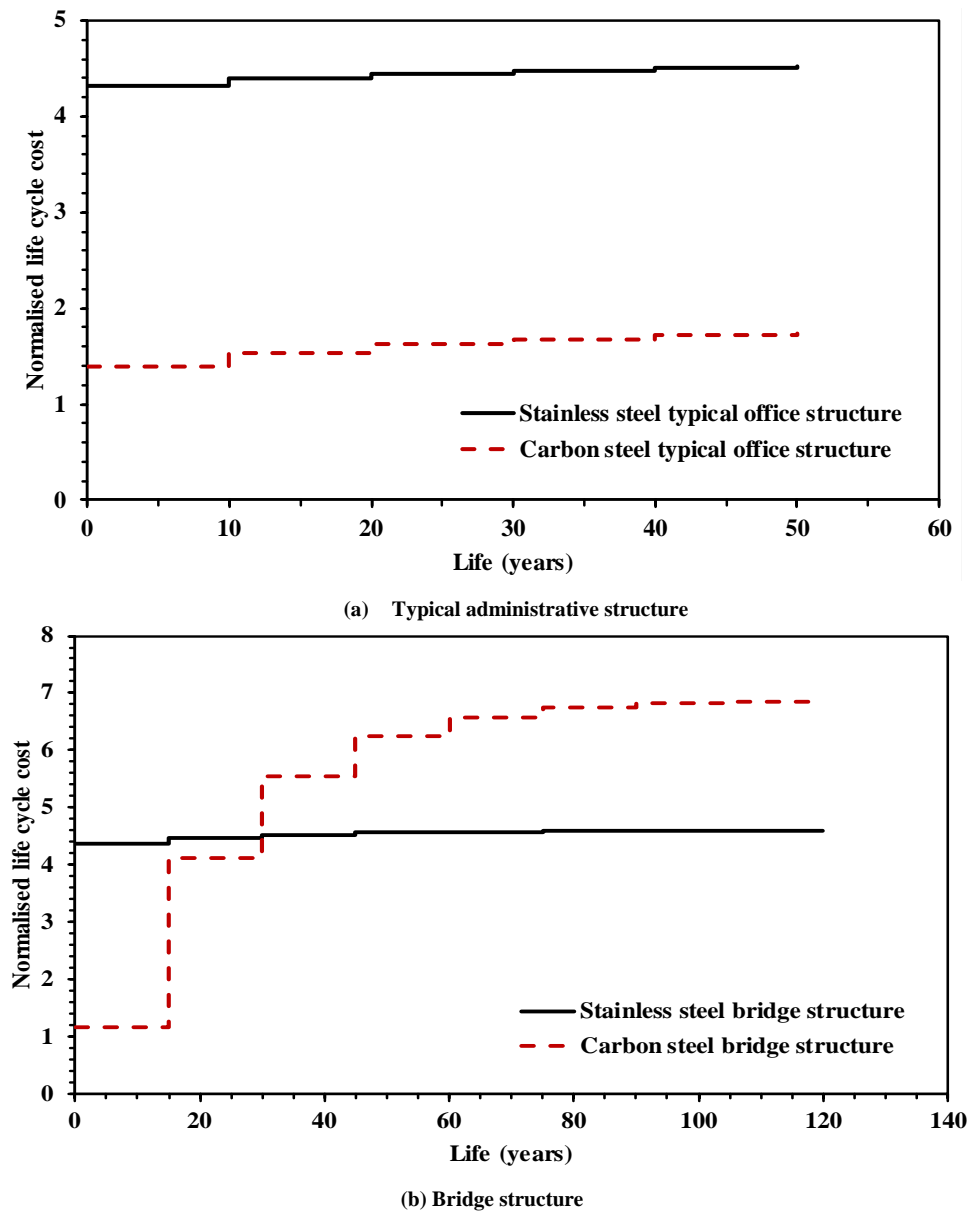 5
4
3
2
1
0
Normalised life cycle cost
Stainless steel typical office structure
Carbon steel typical office structure
0 10 20 30 40 50 60
Life (years)
(a) Typical administrative structure
8
7
6
5
4
3
2
1
0
Normalised life cycle cost
Stainless steel bridge structure
Carbon steel bridge structure
0 20 40 60 80 100 120 140
Life (years)
(b) Bridge structure